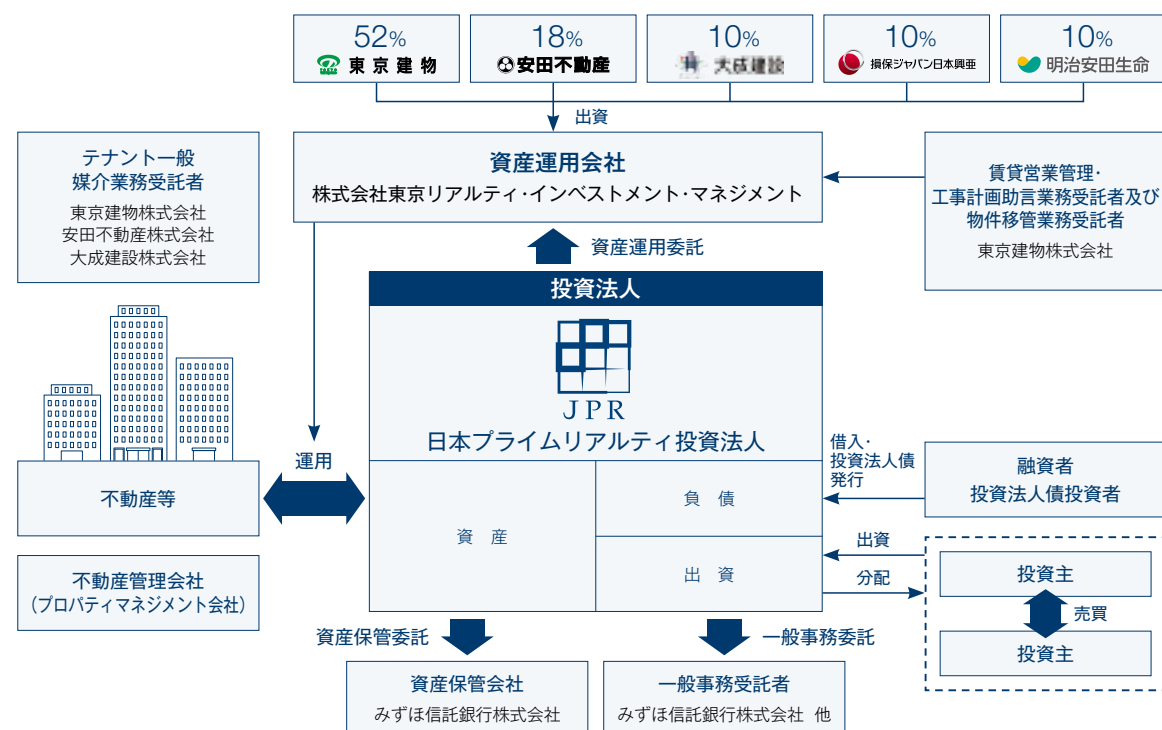 52%
東京建物
18%
安田不動産
10%
大成建設
10%
損保ジャパン日本興亜
10%
明治安田生命
出資
テナント一般
媒介業務受託者
東京建物株式会社
安田不動産株式会社
大成建設株式会社
資産運用会社
株式会社東京リアルティ・インベストメント・マネジメント
賃貸営業管理・
工事計画助言業務受託者及び
物件移管業務受託者
東京建物株式会社
資産運用委託
投資法人
JPR
日本プライムリアルティ投資法人
運用
不動産等
資 産
負 債
出 資
借入・
投資法人債
発行
融資者
投資法人債投資者
出資
分配
投資主
売買
投資主
不動産管理会社
(プロパティマネジメント会社)
資産保管委託
一般事務委託
資産保管会社
みずほ信託銀行株式会社
一般事務受託者
みずほ信託銀行株式会社 他